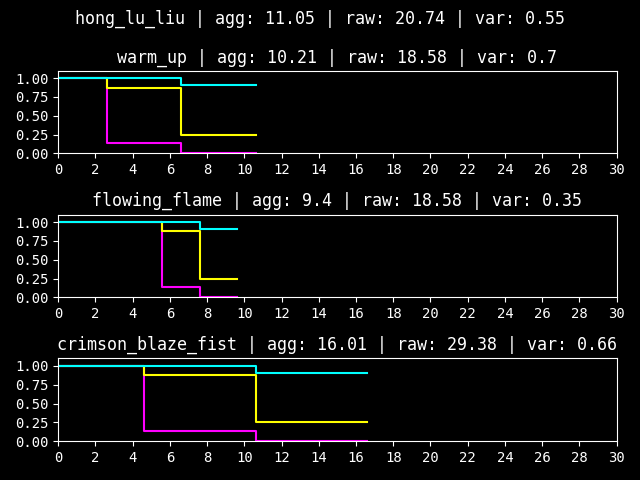 hong_lu_liu | agg: 11.05 | raw: 20.74 | var: 0.55
warm_up | agg: 10.21 | raw: 18.58 | var: 0.7
1.00
0.75
0.50
0.25
0.00
0 2 4 6 8 10 12 14 16 18 20 22 24 26 28 30
flowing_flame | agg: 9.4 | raw: 18.58 | var: 0.35
1.00
0.75
0.50
0.25
0.00
0 2 4 6 8 10 12 14 16 18 20 22 24 26 28 30
crimson_blaze_fist | agg: 16.01 | raw: 29.38 | var: 0.66
1.00
0.75
0.50
0.25
0.00
0 2 4 6 8 10 12 14 16 18 20 22 24 26 28 30